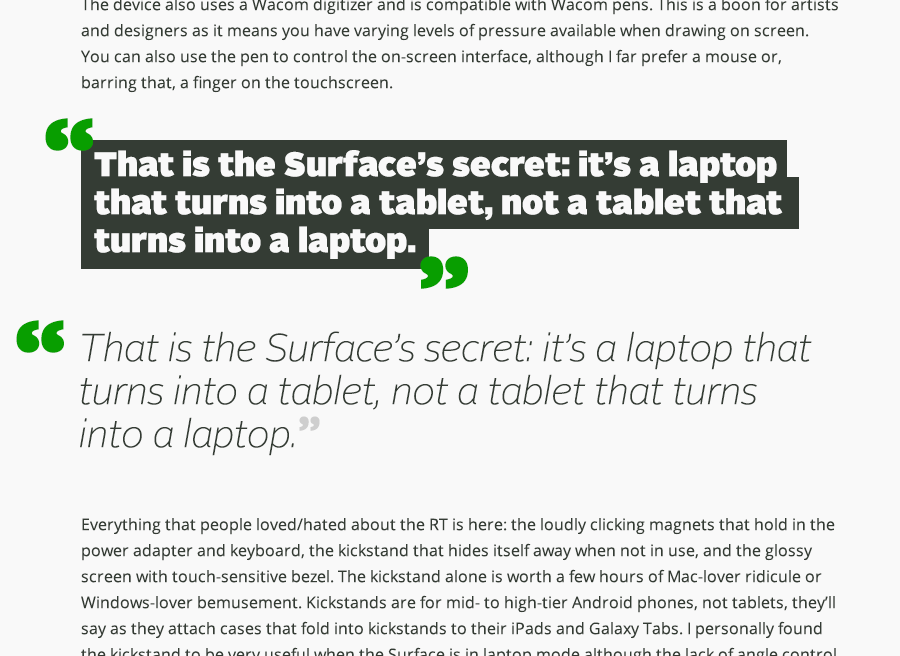 The device also uses a Wacom digitizer and is compatible with Wacom pens. This is a boon for artists
and designers as it means you have varying levels of pressure available when drawing on screen.
You can also use the pen to control the on-screen interface, although I far prefer a mouse or,
barring that, a finger on the touchscreen.
“That is the Surface’s secret: it’s a laptop
that turns into a tablet, not a tablet that
turns into a laptop.”
“That is the Surface’s secret: it’s a laptop that
turns into a tablet, not a tablet that turns
into a laptop.”
Everything that people loved/hated about the RT is here: the loudly clicking magnets that hold in the
power adapter and keyboard, the kickstand that hides itself away when not in use, and the glossy
screen with touch-sensitive bezel. The kickstand alone is worth a few hours of Mac-lover ridicule or
Windows-lover bemusement. Kickstands are for mid- to high-tier Android phones, not tablets, they’ll
say as they attach cases that fold into kickstands to their iPads and Galaxy Tabs. I personally found
the kickstand to be very useful when the Surface is in laptop mode although the lack of angle control